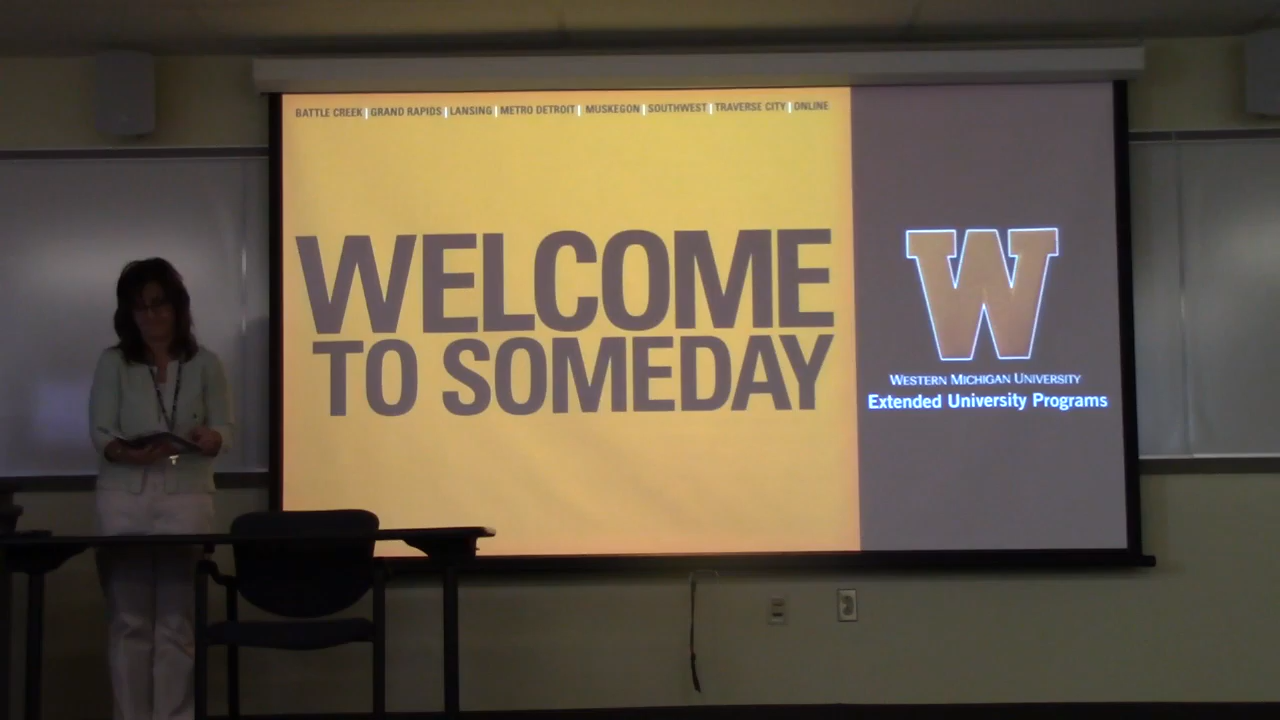 BATTLE CREEK | GRAND RAPIDS | LANSING | METRO DETROIT | MUSKEGON | SOUTHWEST | TRAVERSE CITY | ONLINE
WELCOME
TO SOMEDAY
W
WESTERN MICHIGAN UNIVERSITY
Extended University Programs